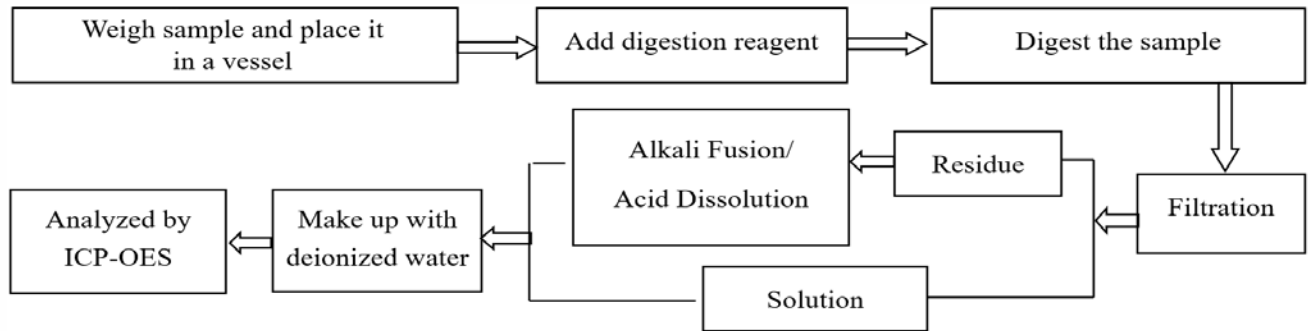 Weigh sample and place it
in a vessel
Add digestion reagent
Digest the sample
Filtration
Residue
Alkali Fusion/
Acid Dissolution
Solution
Make up with
deionized water
Analyzed by
ICP-OES